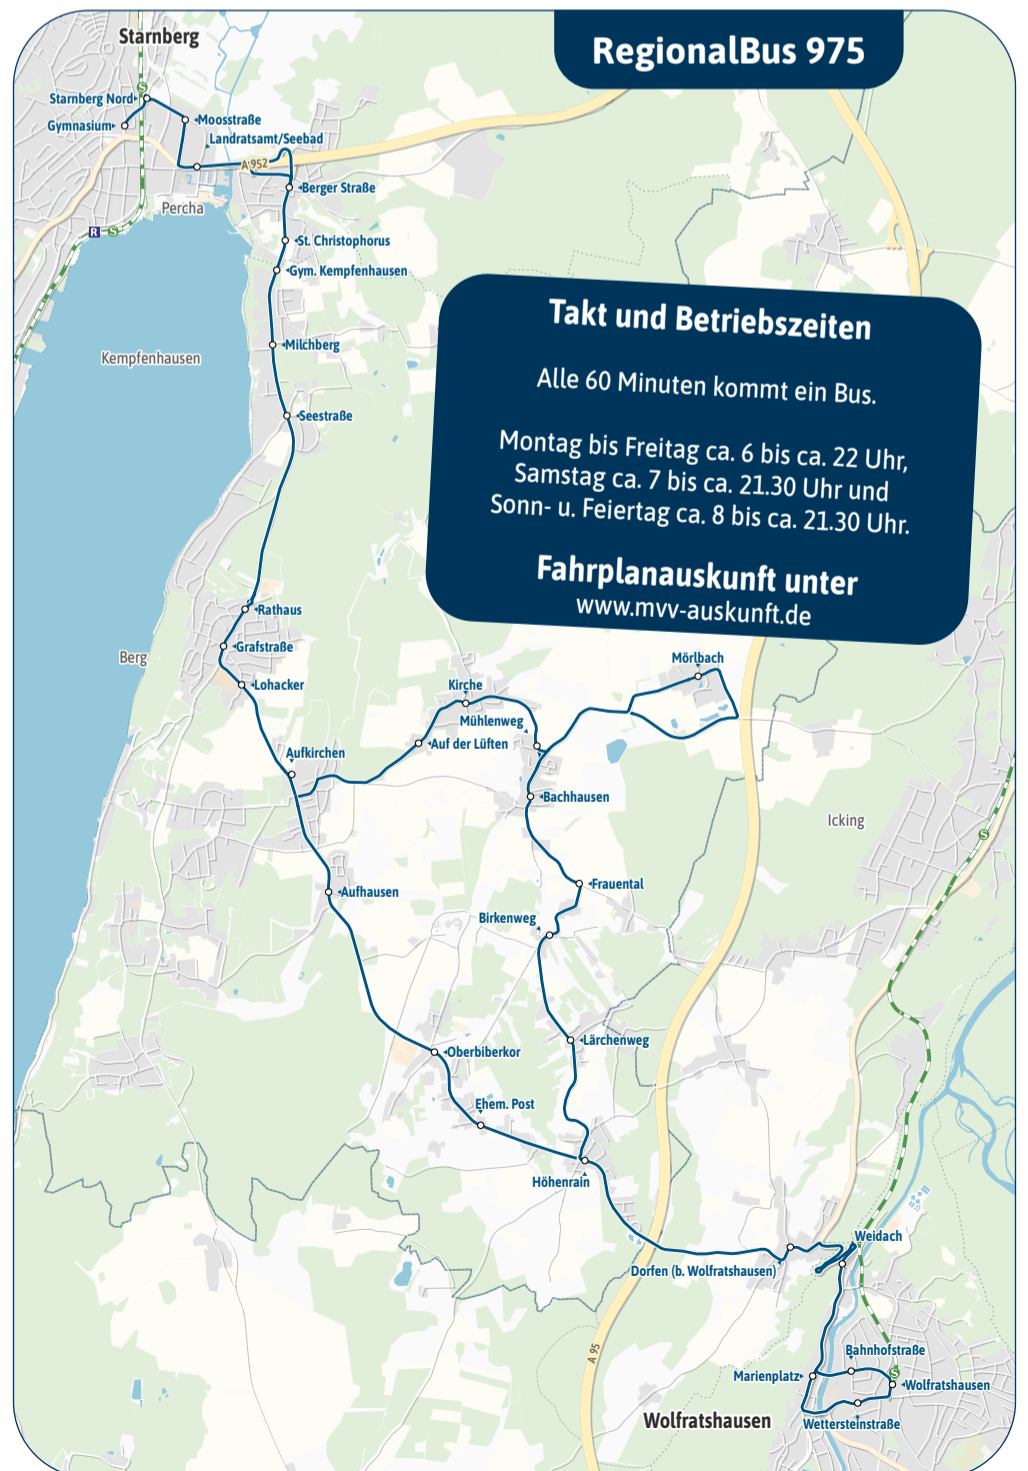 Starnberg
RegionalBus 975
S
Starnberg Nord
Gymnasium
Moosstraße
Landratsamt/Seebad
A 952
Berger Straße
Percha
R S
St. Christophorus
Gym. Kempfenhausen
Takt und Betriebszeiten
Alle 60 Minuten kommt ein Bus.
Montag bis Freitag ca. 6 bis ca. 22 Uhr,
Samstag ca. 7 bis ca. 21.30 Uhr und
Sonn- u. Feiertag ca. 8 bis ca. 21.30 Uhr.
Fahrplanauskunft unter
www.mvv-auskunft.de
Milchberg
Kempfenhausen
Seestraße
Rathaus
Grafstraße
Berg
Lohacker
Mörlbach
Kirche
Mühlenweg
Auf der Lüften
Aufkirchen
Bachhausen
Icking
S
Frauental
Aufhausen
Birkenweg
Lärchenweg
Oberbiberkor
Ehem. Post
Höhenrain
Weidach
Dorfen (b. Wolfratshausen)
A 95
Bahnhofstraße
S
Marienplatz
Wolfratshausen
Wolfratshausen
Wettersteinstraße